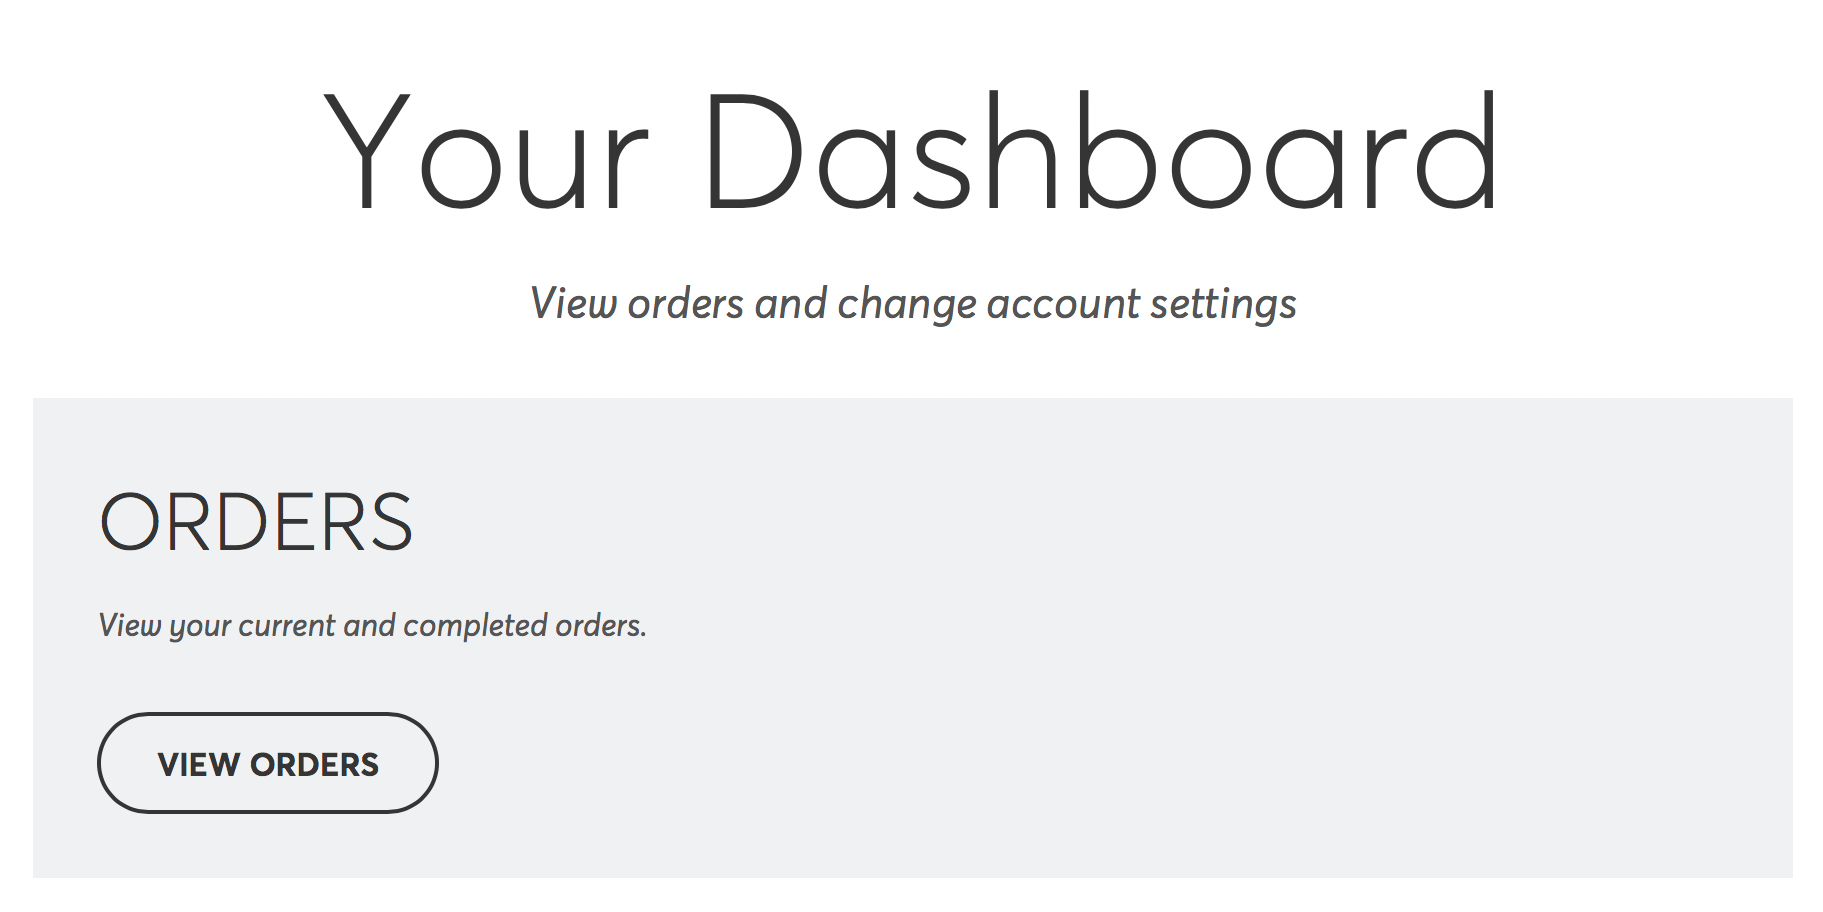 Your Dashboard
View orders and change account settings
ORDERS
View your current and completed orders.
VIEW ORDERS